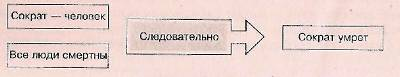 Сократ — человек
Все люди смертны
Следовательно
Сократ умрет